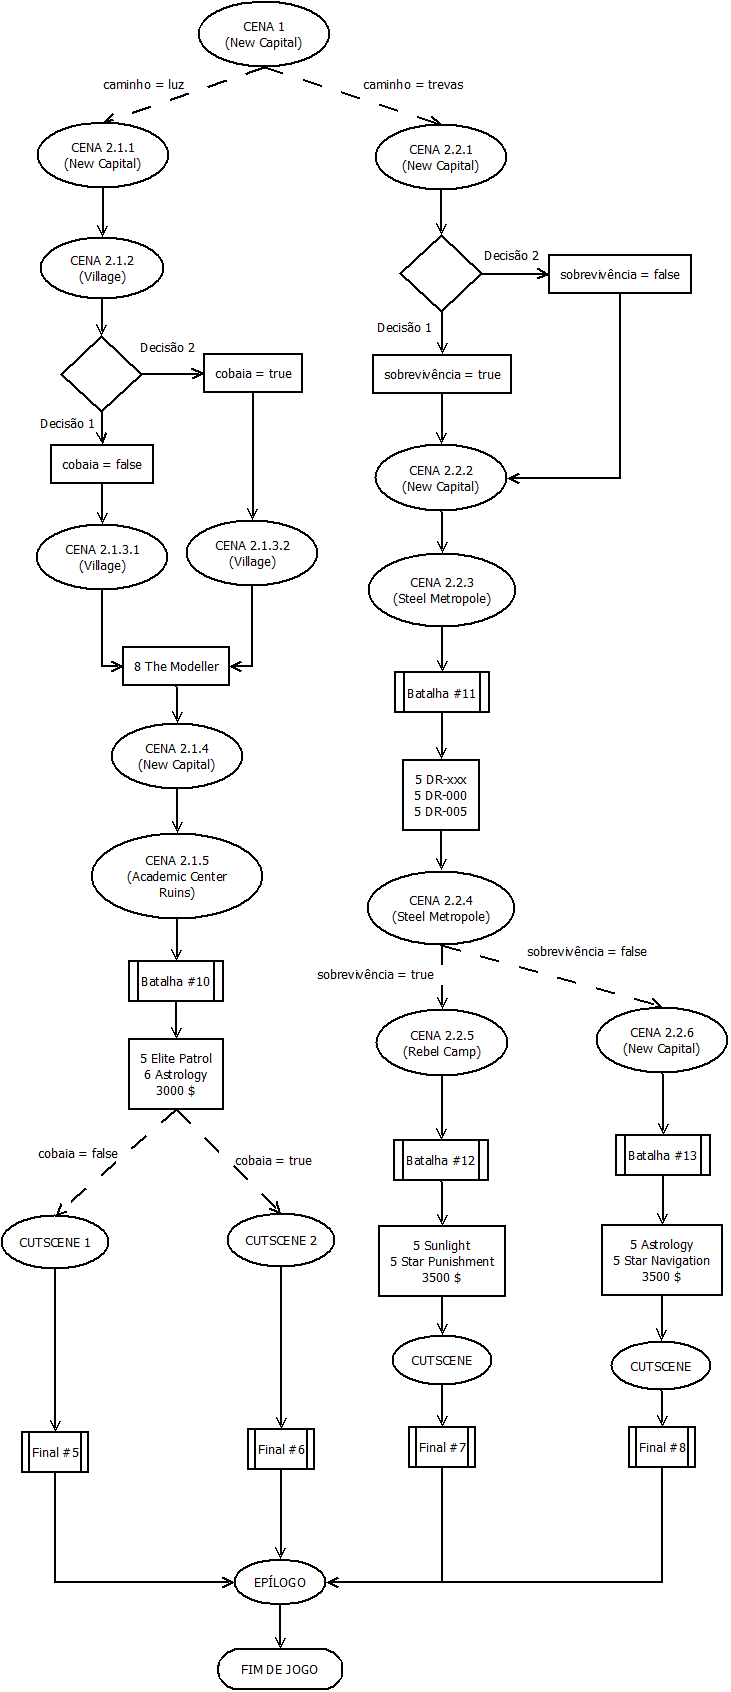 CENA 1
(New Capital)
caminho = luz
caminho = trevas
CENA 2.1.1
(New Capital)
CENA 2.2.1
(New Capital)
CENA 2.1.2
(Village)
Decisão 2
sobrevivência = false
Decisão 1
Decisão 2
cobaia = true
sobrevivência = true
Decisão 1
cobaia = false
CENA 2.2.2
(New Capital)
CENA 2.1.3.1
(Village)
CENA 2.1.3.2
(Village)
CENA 2.2.3
(Steel Metropole)
8 The Modeller
Batalha #11
CENA 2.1.4
(New Capital)
5 DR-xxx
5 DR-000
5 DR-005
CENA 2.1.5
(Academic Center
Ruins)
CENA 2.2.4
(Steel Metropole)
sobrevivência = false
sobrevivência = true
Batalha #10
CENA 2.2.5
(Rebel Camp)
CENA 2.2.6
(New Capital)
5 Elite Patrol
6 Astrology
3000 $
cobaia = false
cobaia = true
Batalha #12
Batalha #13
CUTSCENE 1
CUTSCENE 2
5 Sunlight
5 Star Punishment
3500 $
5 Astrology
5 Star Navigation
3500 $
CUTSCENE
CUTSCENE
Final #5
Final #6
Final #7
Final #8
EPÍLOGO
FIM DE JOGO